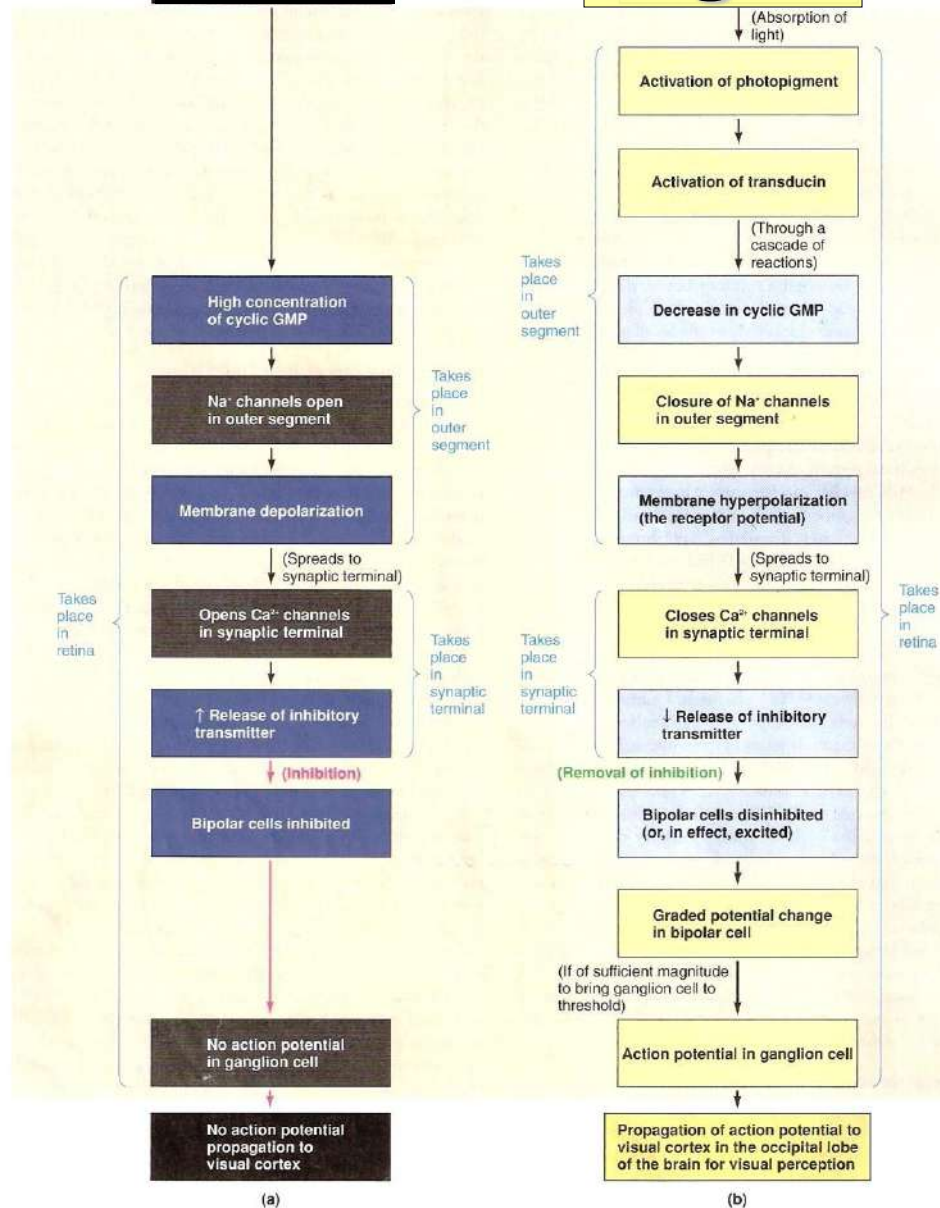 High concentration
of cyclic GMP
Na⁺ channels open
in outer segment
Membrane depolarization
Takes
place
in
outer
segment
(Spreads to
synaptic terminal)
Opens Ca²⁺ channels
in synaptic terminal
↑ Release of inhibitory
transmitter
Takes
place
in
synaptic
terminal
Takes
place
in
retina
(Inhibition)
Bipolar cells inhibited
No action potential
in ganglion cell
No action potential
propagation to
visual cortex
(a)
(Absorption of
light)
Activation of photopigment
Activation of transducin
(Through a
cascade of
reactions)
Takes
place
in outer
segment
Decrease in cyclic GMP
Closure of Na⁺ channels
in outer segment
Membrane hyperpolarization
(the receptor potential)
(Spreads to
synaptic terminal)
Closes Ca²⁺ channels
in synaptic terminal
Takes
place
in
synaptic
terminal
↓ Release of inhibitory
transmitter
Takes
place
in
retina
(Removal of inhibition)
Bipolar cells disinhibited
(or, in effect, excited)
Graded potential change
in bipolar cell
(If of sufficient magnitude
to bring ganglion cell to
threshold)
Action potential in ganglion cell
Propagation of action potential to
visual cortex in the occipital lobe
of the brain for visual perception
(b)